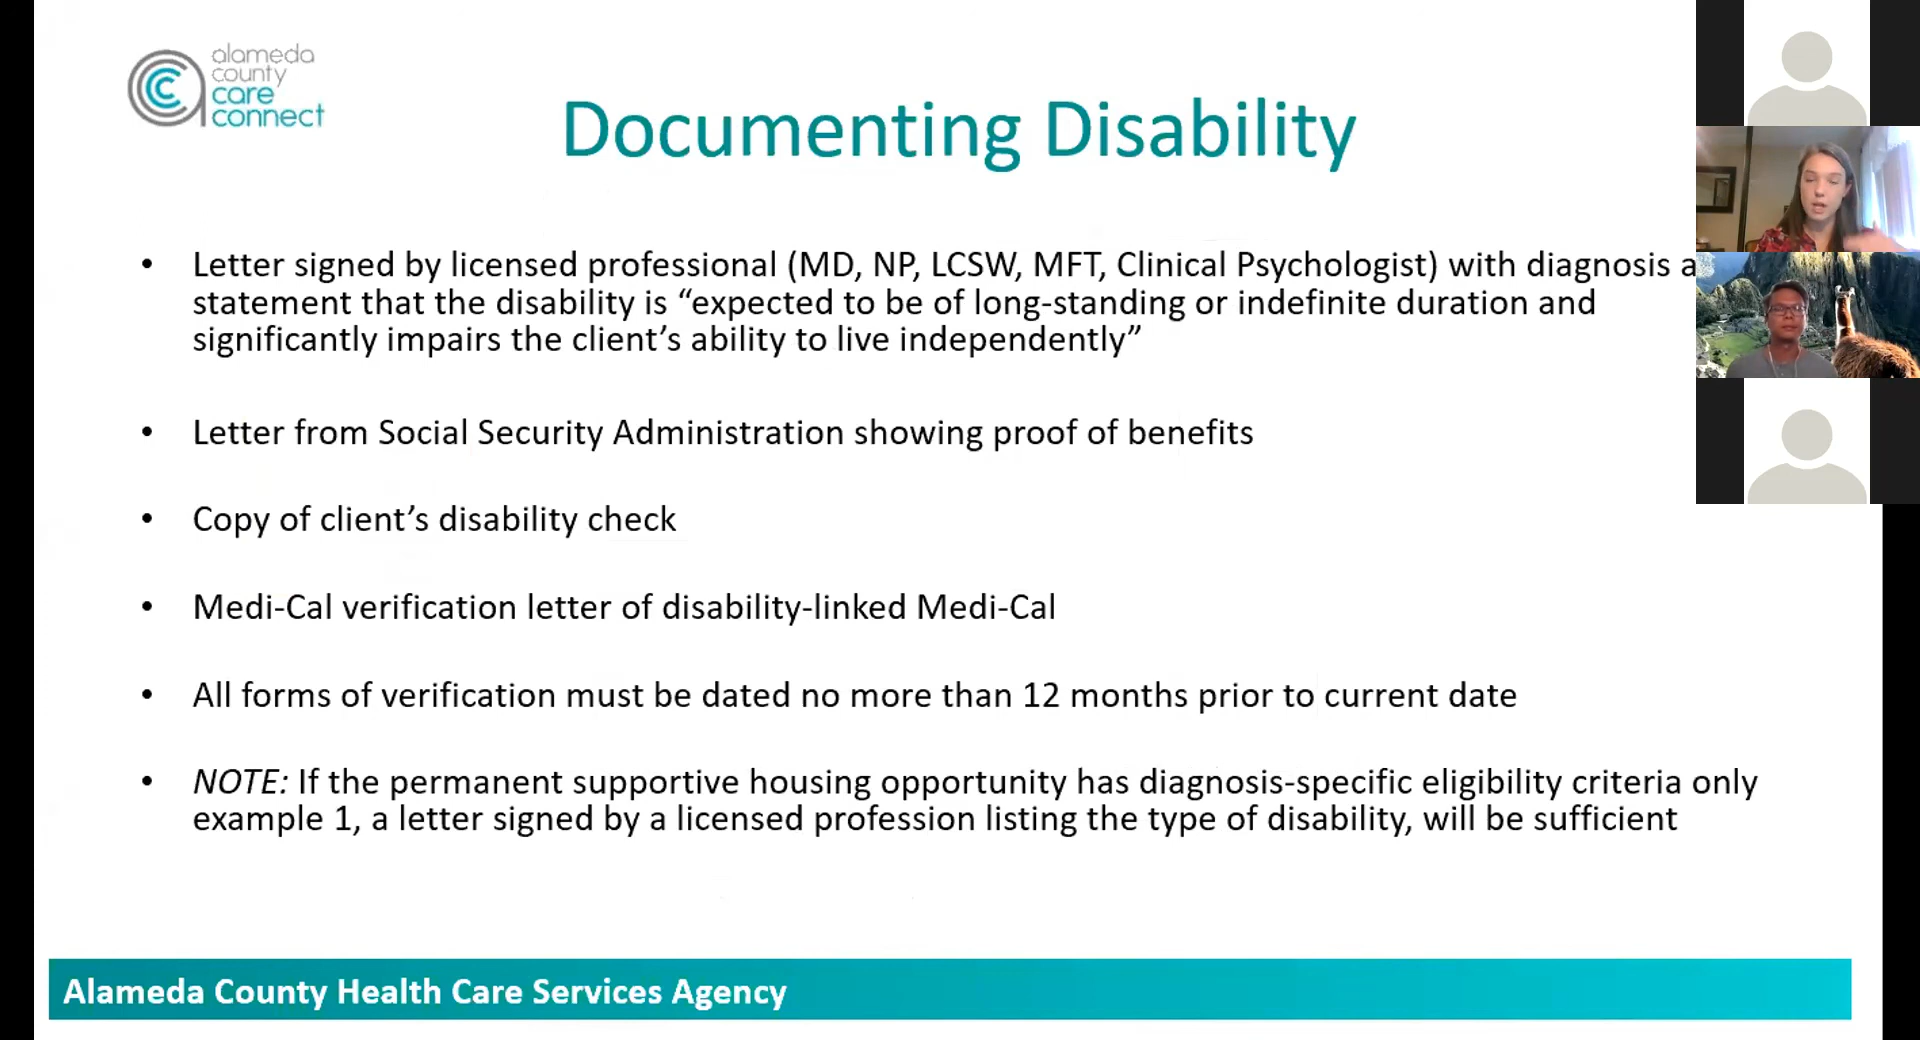 alameda
county
care
connect
Documenting Disability
• Letter signed by licensed professional (MD, NP, LCSW, MFT, Clinical Psychologist) with diagnosis a
statement that the disability is “expected to be of long-standing or indefinite duration and
significantly impairs the client’s ability to live independently”
• Letter from Social Security Administration showing proof of benefits
• Copy of client’s disability check
• Medi-Cal verification letter of disability-linked Medi-Cal
• All forms of verification must be dated no more than 12 months prior to current date
• NOTE: If the permanent supportive housing opportunity has diagnosis-specific eligibility criteria only
example 1, a letter signed by a licensed profession listing the type of disability, will be sufficient
Alameda County Health Care Services Agency